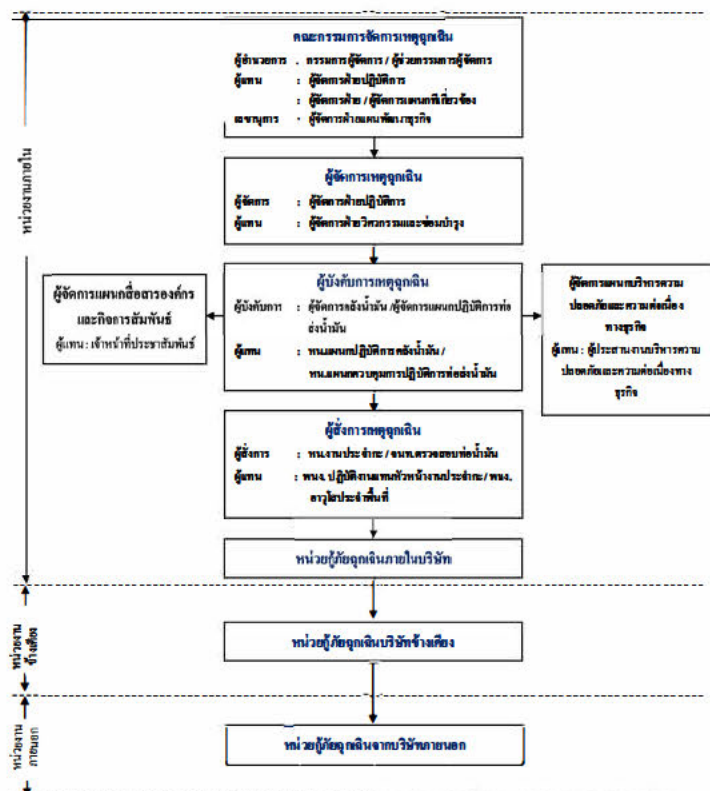 คณะกรรมการจัดการเหตุฉุกเฉิน
ผู้อำนวยการ : กรรมการผู้จัดการ / ผู้ช่วยกรรมการผู้จัดการ
ผู้แทน : ผู้จัดการฝ่ายปฏิบัติการ
: ผู้จัดการฝ่าย / ผู้จัดการแผนกที่เกี่ยวข้อง
เลขานุการ : ผู้จัดการฝ่ายแผนพัฒนาธุรกิจ
หน่วยงานภายใน
ผู้จัดการเหตุฉุกเฉิน
ผู้จัดการ : ผู้จัดการฝ่ายปฏิบัติการ
ผู้แทน : ผู้จัดการฝ่ายวิศวกรรมและซ่อมบำรุง
ผู้จัดการแผนกสื่อสารองค์กร
และกิจการสัมพันธ์
ผู้แทน : เจ้าหน้าที่ประชาสัมพันธ์
ผู้บังคับการเหตุฉุกเฉิน
ผู้บังคับการ : ผู้จัดการคลังน้ำมัน /ผู้จัดการแผนกปฏิบัติการท่อ
ส่งน้ำมัน
ผู้แทน : หน.แผนกปฏิบัติการคลังน้ำมัน /
หน.แผนกควบคุมการปฏิบัติการท่อส่งน้ำมัน
ผู้จัดการแผนกบริหารความ
ปลอดภัยและความต่อเนื่อง
ทางธุรกิจ
ผู้แทน : ผู้ประสานงานบริหารความ
ปลอดภัยและความต่อเนื่องทาง
ธุรกิจ
ผู้สั่งการเหตุฉุกเฉิน
ผู้สั่งการ : หน.งานประจำกะ / จนท.ตรวจสอบท่อน้ำมัน
ผู้แทน : พนง. ปฏิบัติงานแทนหัวหน้างานประจำกะ/ พนง.
อาวุโสประจำพื้นที่
หน่วยกู้ภัยฉุกเฉินภายในบริษัท
หน่วยงาน
ข้างเคียง
หน่วยกู้ภัยฉุกเฉินบริษัทข้างเคียง
หน่วยงาน
ภายนอก
หน่วยกู้ภัยฉุกเฉินจากบริษัทภายนอก